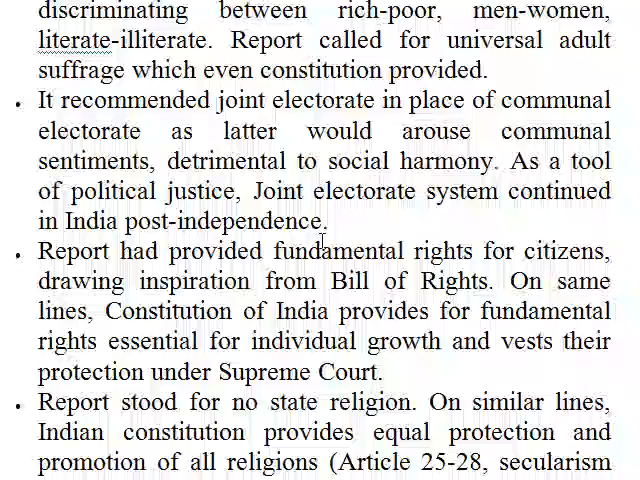 discriminating between rich-poor, men-women,
literate-illiterate. Report called for universal adult
suffrage which even constitution provided.
• It recommended joint electorate in place of communal
electorate as latter would arouse communal
sentiments, detrimental to social harmony. As a tool
of political justice, Joint electorate system continued
in India post-independence.
• Report had provided fundamental rights for citizens,
drawing inspiration from Bill of Rights. On same
lines, Constitution of India provides for fundamental
rights essential for individual growth and vests their
protection under Supreme Court.
• Report stood for no state religion. On similar lines,
Indian constitution provides equal protection and
promotion of all religions (Article 25-28, secularism